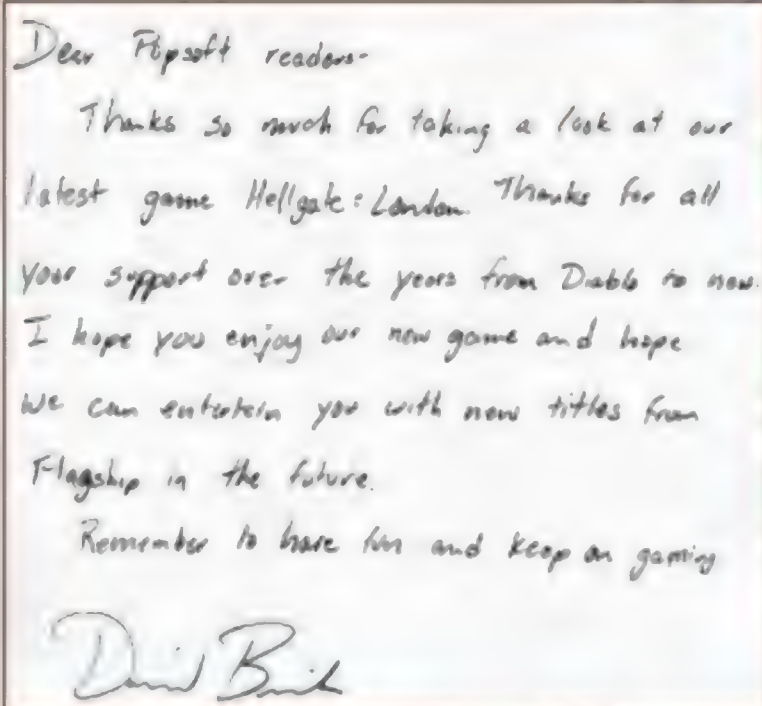 Dear Popsoft readers-
Thanks so much for taking a look at our
latest game Hellgate: London. Thanks for all
your support over the years from Diablo to now.
I hope you enjoy our new game and hope
we can entertein you with new titles from
Flagship in the future.
Remember to have fun and keep on gaming
David